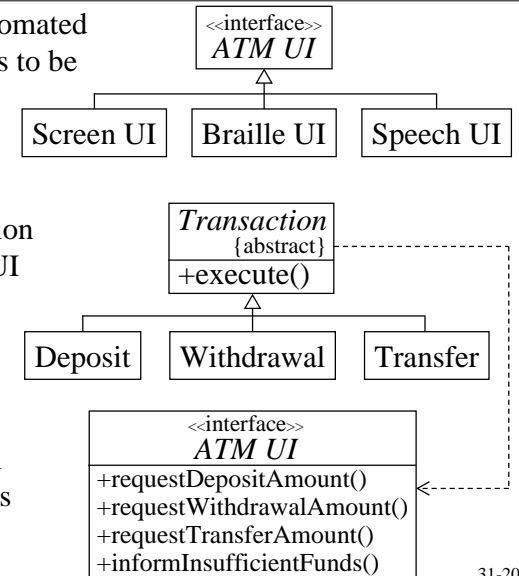 <<interface>>
ATM UI
omated
s to be
Screen UI Braille UI Speech UI
Transaction
{abstract}
ion
UI
+execute()
Deposit Withdrawal Transfer
<<interface>>
ATM UI
s
+requestDepositAmount()
+requestWithdrawalAmount()
+requestTransferAmount()
+informInsufficientFunds()
31-20